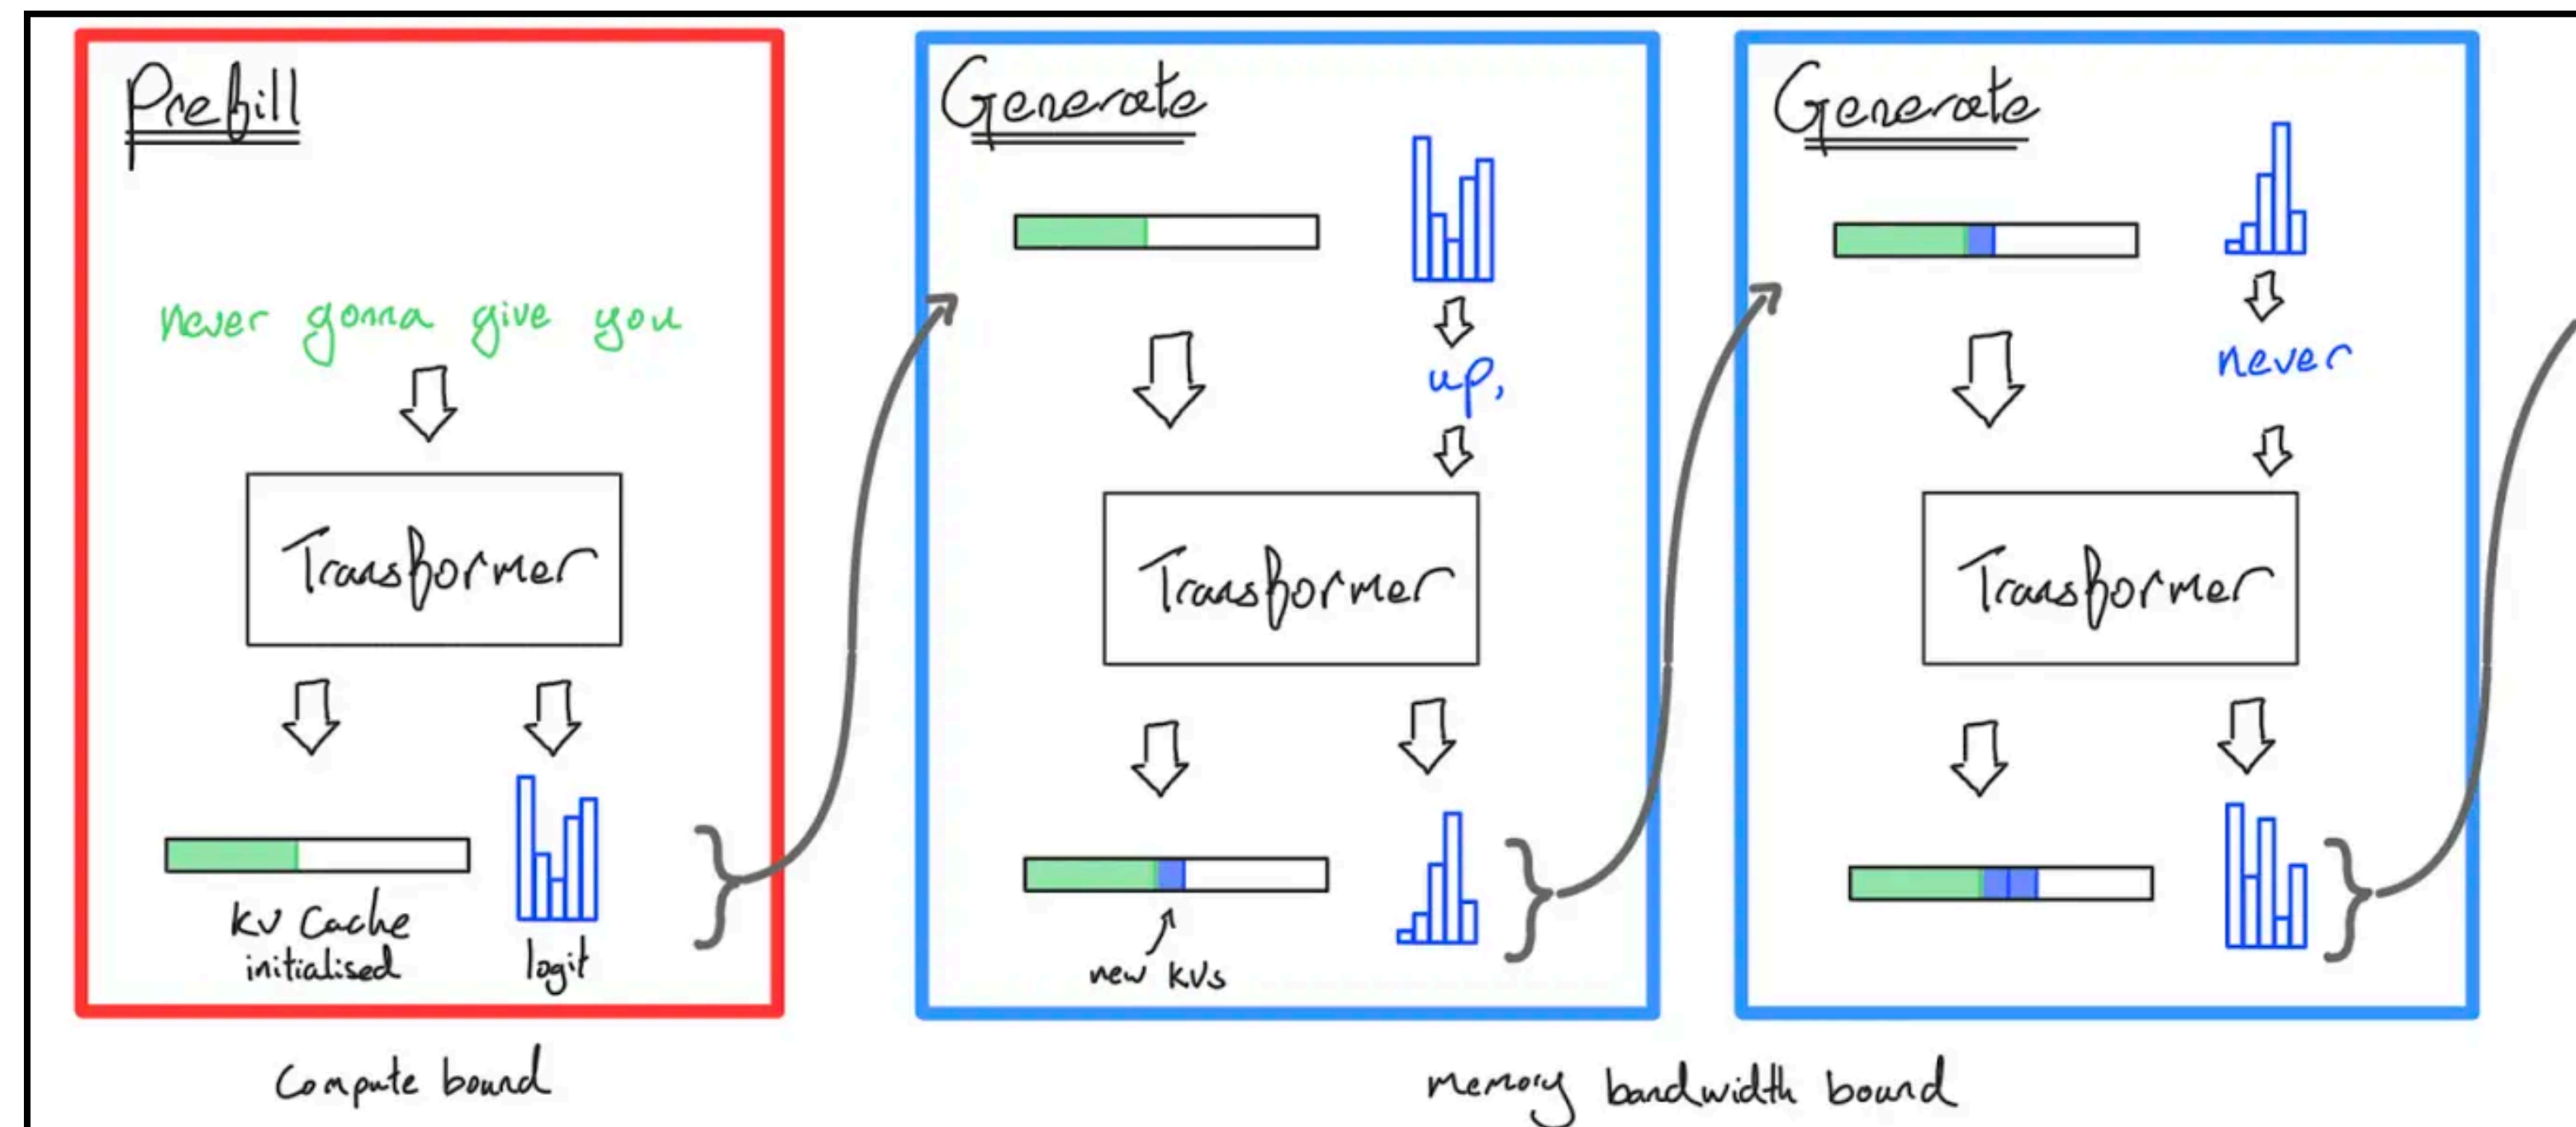 Prefill
never gonna give you
Transformer
KV Cache
initialised
logit
Compute bound
Generate
up,
Transformer
new KVs
Generate
never
Transformer
memory bandwidth bound